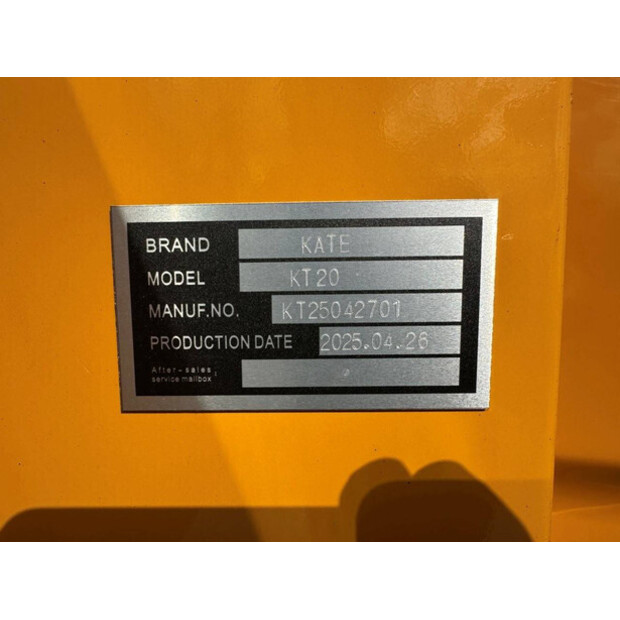 BRAND KATE
MODEL KT20
MANUF.NO. KT25042701
PRODUCTION DATE 2025.04.26
After-sales
service mailbox: